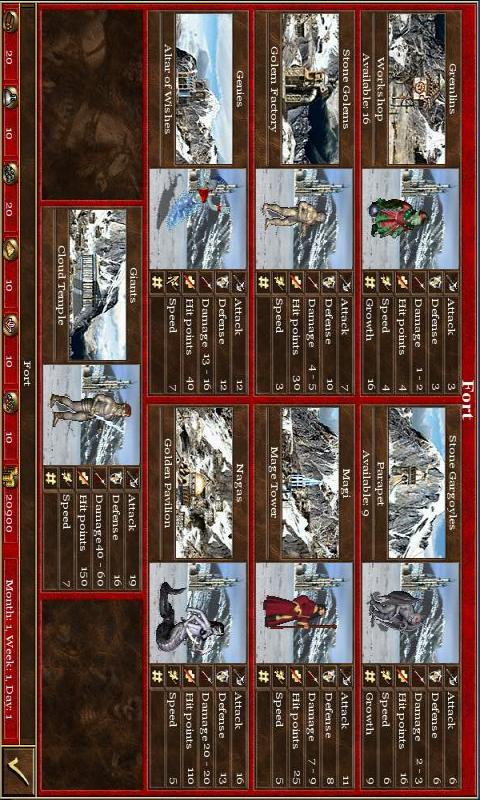 Fort
Gremlins
Workshop
Available: 16
Attack 3
Defense 3
Damage 1 - 2
Hit points 4
Speed 4
Growth 16
Stone Gargoyles
Parapet
Available: 9
Attack 6
Defense 6
Damage 2 - 3
Hit points 16
Speed 6
Growth 9
Stone Golems
Golem Factory
Attack 7
Defense 10
Damage 4 - 5
Hit points 30
Speed 3
Magi
Mage Tower
Attack 11
Defense 8
Damage 7 - 9
Hit points 25
Speed 5
Genies
Altar of Wishes
Attack 12
Defense 12
Damage 13 - 16
Hit points 40
Speed 7
Nagas
Golden Pavilion
Attack 16
Defense 13
Damage 20 - 20
Hit points 110
Speed 5
Giants
Cloud Temple
Attack 19
Defense 16
Damage 40 - 60
Hit points 150
Speed 7
Fort
20 10 20 10 10 10 20900 Month: 1, Week: 1, Day: 1